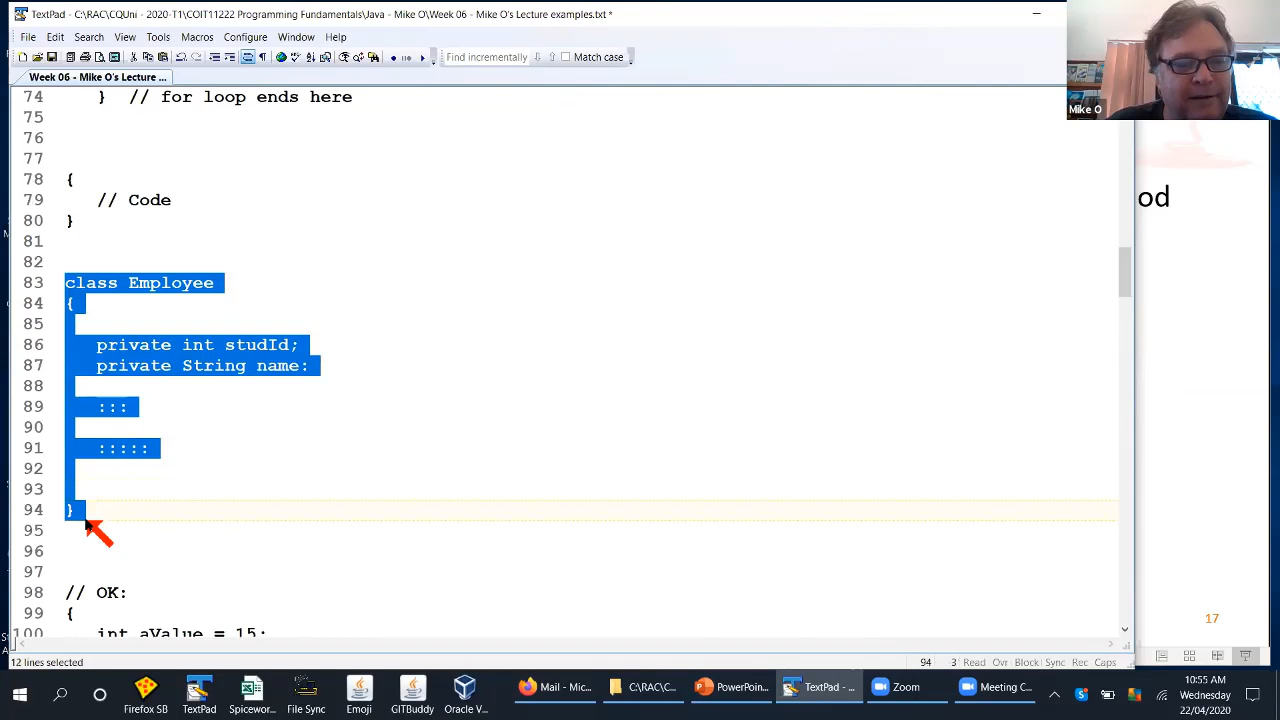 TextPad - C:\RAC\CQUni - 2020-T1\COIT11222 Programming Fundamentals\Java - Mike O\Week 06 - Mike O's Lecture examples.txt *
File Edit Search View Tools Macros Configure Window Help
Find incrementally Match case
Week 06 - Mike O's Lecture ...
Mike O
74 } // for loop ends here
75
76
77
78 {
79 // Code
80 }
81
82
83 class Employee
84 {
85
86 private int studId;
87 private String name:
88
89 :::
90
91 :::::
92
93
94 }
95
96
97
98 // OK:
99 {
100 int aValue = 15;
od
17
12 lines selected 94 3 Read Ovr Block Sync Rec Caps
Mail - Mic... C:\RAC\C... PowerPoin... TextPad - ... Zoom Meeting C...
Firefox SB TextPad Spicewor... File Sync Emoji GITBuddy Oracle V...
10:55 AM
Wednesday
22/04/2020